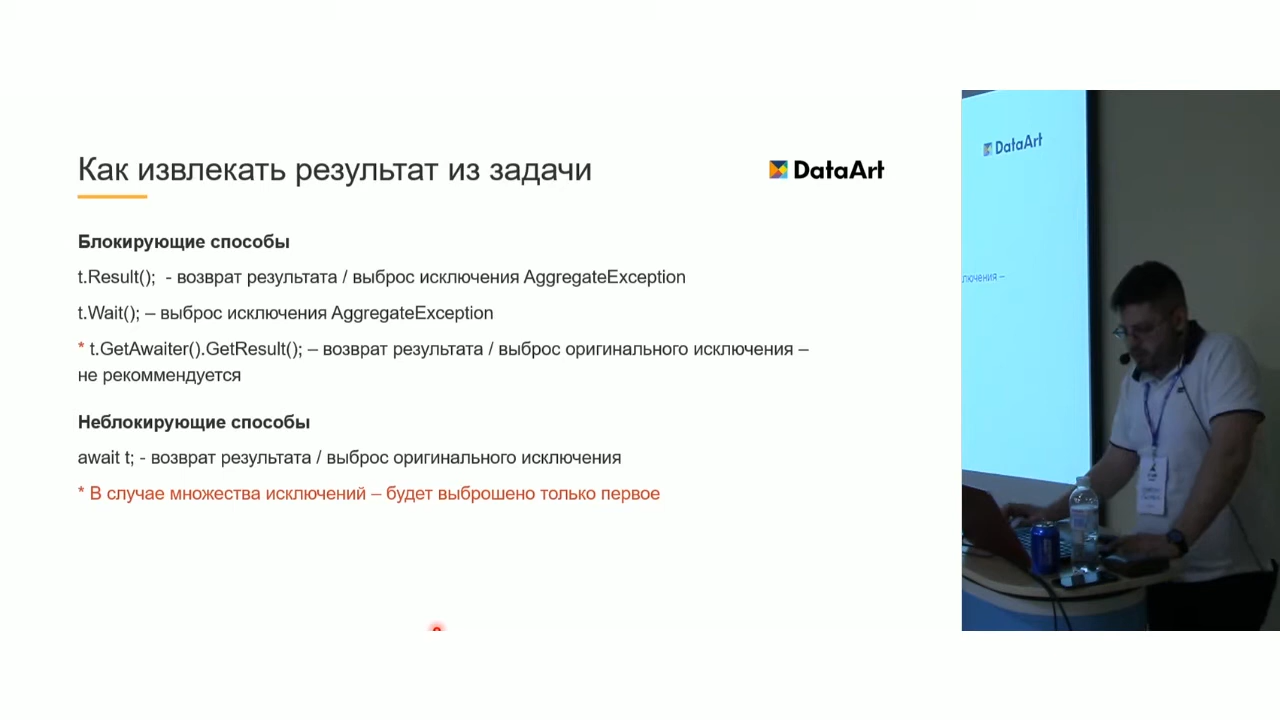 Как извлекать результат из задачи
DataArt
Блокирующие способы
t.Result();  - возврат результата / выброс исключения AggregateException
t.Wait(); – выброс исключения AggregateException
* t.GetAwaiter().GetResult(); – возврат результата / выброс оригинального исключения –
не рекоммендуется
Неблокирующие способы
await t; - возврат результата / выброс оригинального исключения
* В случае множества исключений – будет выброшено только первое
DataArt